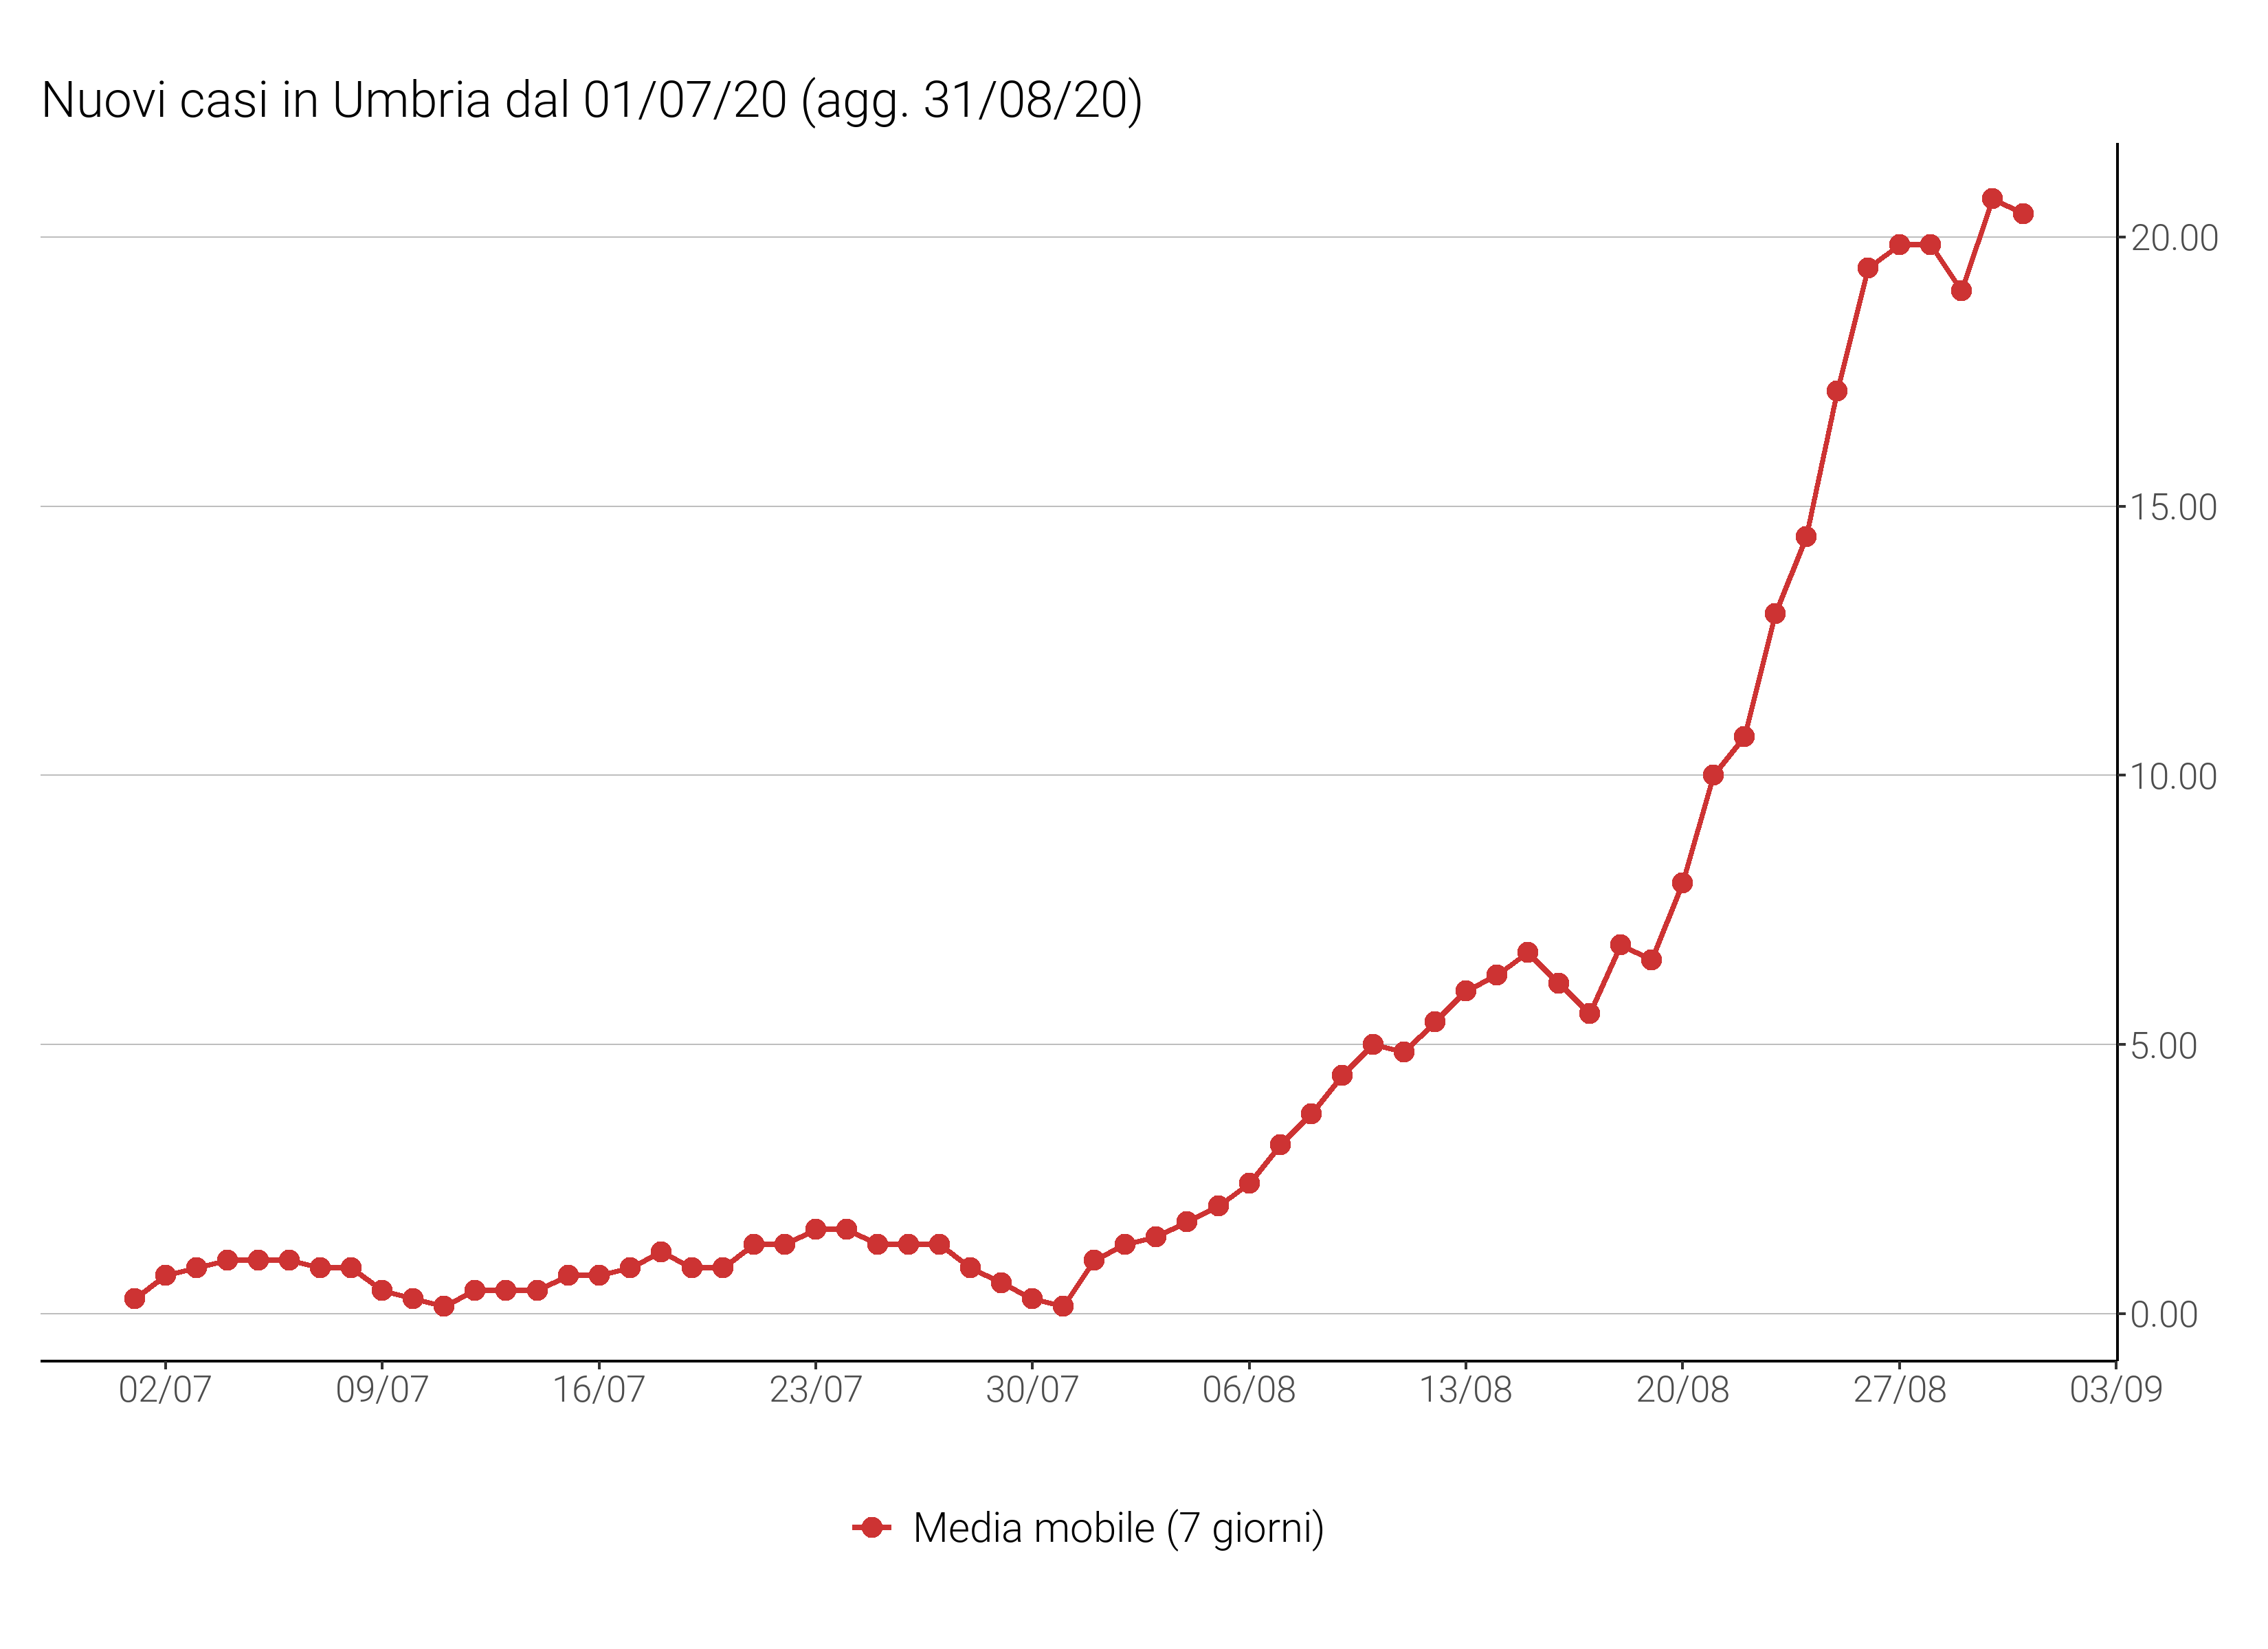 Nuovi casi in Umbria dal 01/07/20 (agg. 31/08/20)
20.00
15.00
10.00
5.00
0.00
02/07 09/07 16/07 23/07 30/07 06/08 13/08 20/08 27/08 03/09
Media mobile (7 giorni)